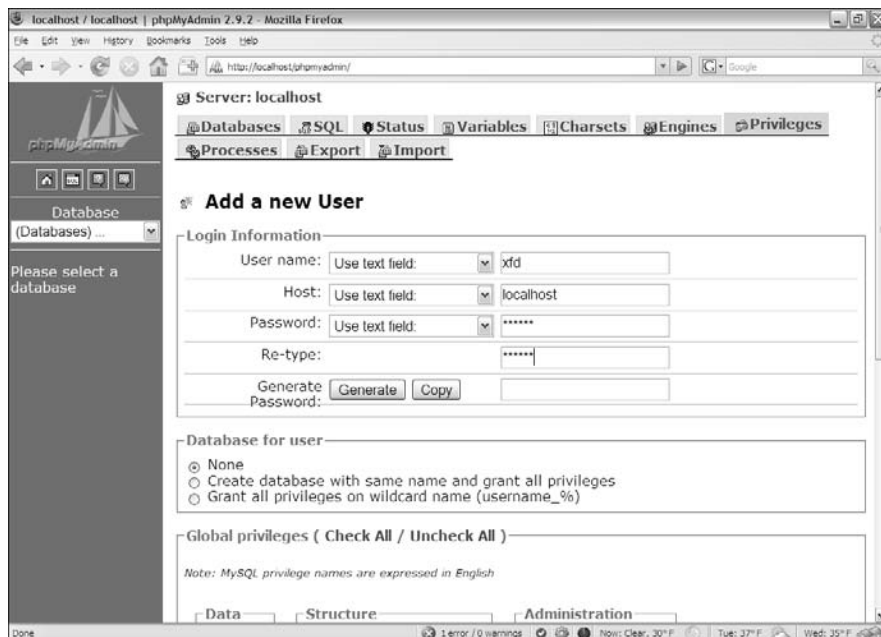 localhost / localhost | phpMyAdmin 2.9.2 - Mozilla Firefox
File Edit View History Bookmarks Tools Help
http://localhost/phpmyadmin/
Google
phpMyAdmin
Database
(Databases) ...
Please select a
database
Server: localhost
Databases SQL Status Variables Charsets Engines Privileges
Processes Export Import
Add a new User
Login Information
User name: Use text field: xfd
Host: Use text field: localhost
Password: Use text field: ******
Re-type: ******
Generate
Password: Generate Copy
Database for user
None
Create database with same name and grant all privileges
Grant all privileges on wildcard name (username_%)
Global privileges ( Check All / Uncheck All )
Note: MySQL privilege names are expressed in English
Data Structure Administration
Done 1 error / 0 warnings Now: Clear, 30° F Tue: 37° F Wed: 35° F